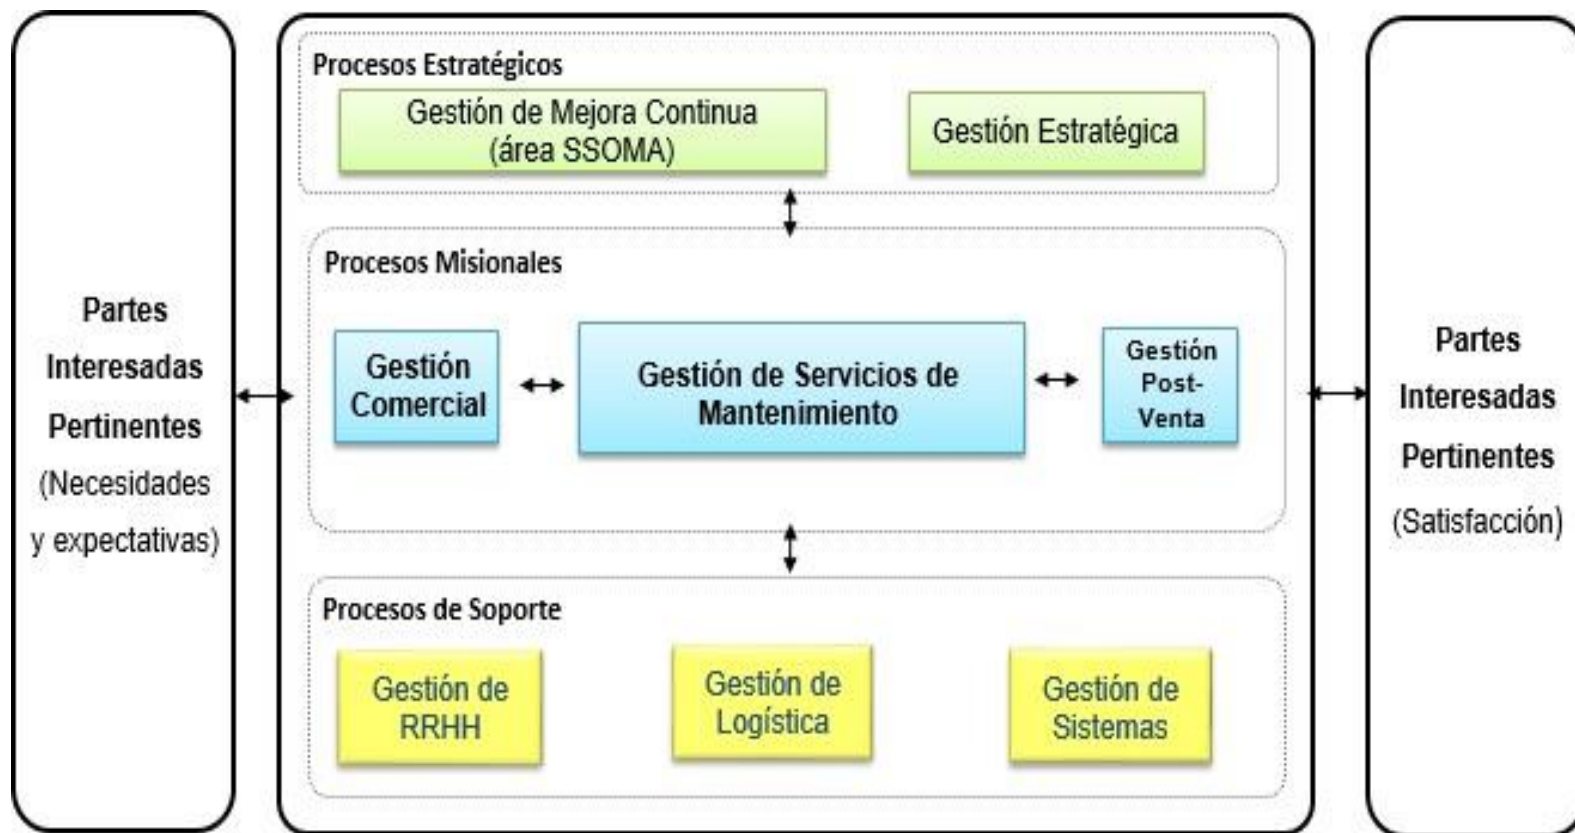 Partes
Interesadas
Pertinentes
(Necesidades
y expectativas)
Procesos Estratégicos
Gestión de Mejora Continua
(área SSOMA)
Gestión Estratégica
Procesos Misionales
Gestión
Comercial
Gestión de Servicios de
Mantenimiento
Gestión
Post-
Venta
Procesos de Soporte
Gestión de
RRHH
Gestión de
Logística
Gestión de
Sistemas
Partes
Interesadas
Pertinentes
(Satisfacción)